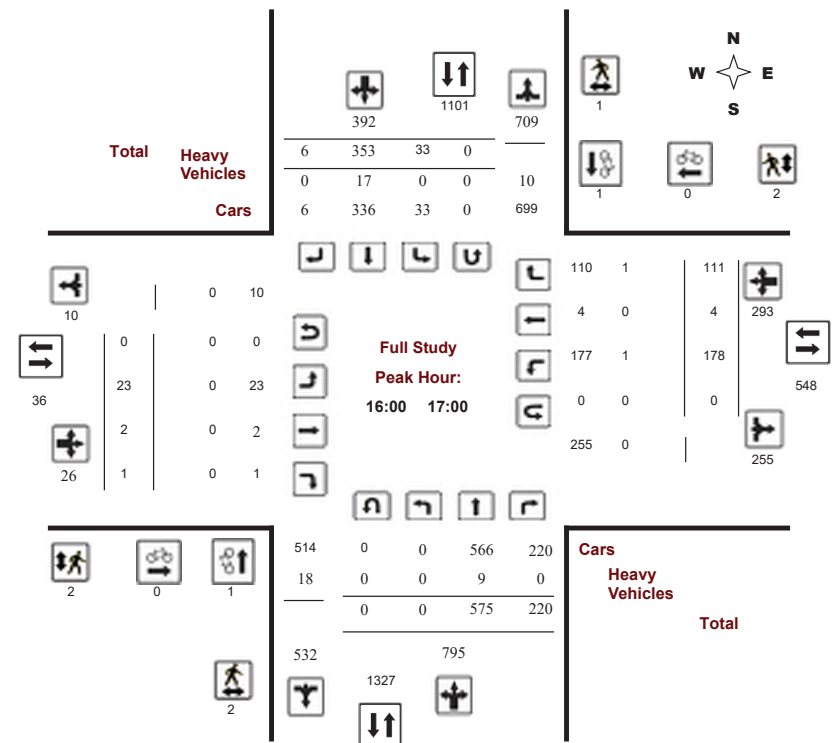 N
W E
S
1101
1
392 709
Total Heavy Vehicles
6 353 33 0
0 17 0 0 10
Cars 6 336 33 0 699
1 0 2
110 1 111
10 0 10
4 0 4 293
0 0 0
Full Study
177 1 178
548
36
23 0 23
Peak Hour:
0 0 0
16:00 17:00
2 0 2
255 0 255
26 1 0 1
514 0 0 566 220 Cars
18 0 0 9 0 Heavy Vehicles
2 0 1
0 0 575 220 Total
532 795
1327
2